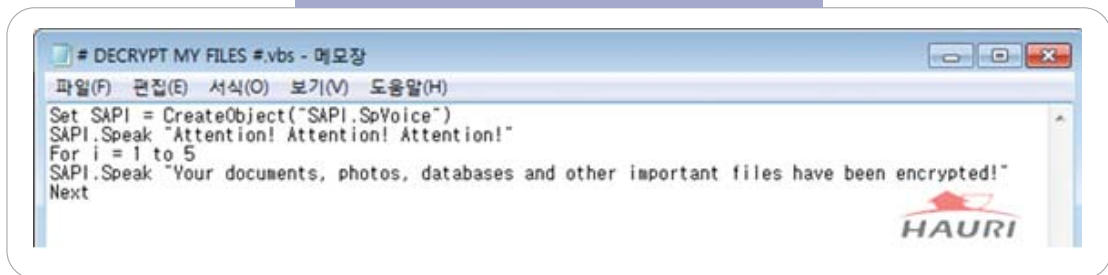 # DECRYPT MY FILES #.vbs - 메모장
파일(F) 편집(E) 서식(O) 보기(V) 도움말(H)
Set SAPI = CreateObject("SAPI.SpVoice")
SAPI.Speak "Attention! Attention! Attention!"
For i = 1 to 5
SAPI.Speak "Your documents, photos, databases and other important files have been encrypted!"
Next
HAURI